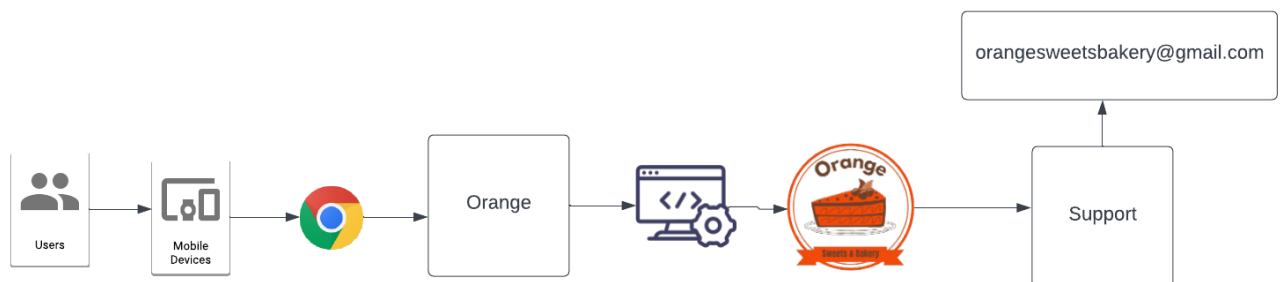 orangesweetsbakery@gmail.com
Users
Mobile
Devices
Orange
</>
Orange
Sweets & Bakery
Support